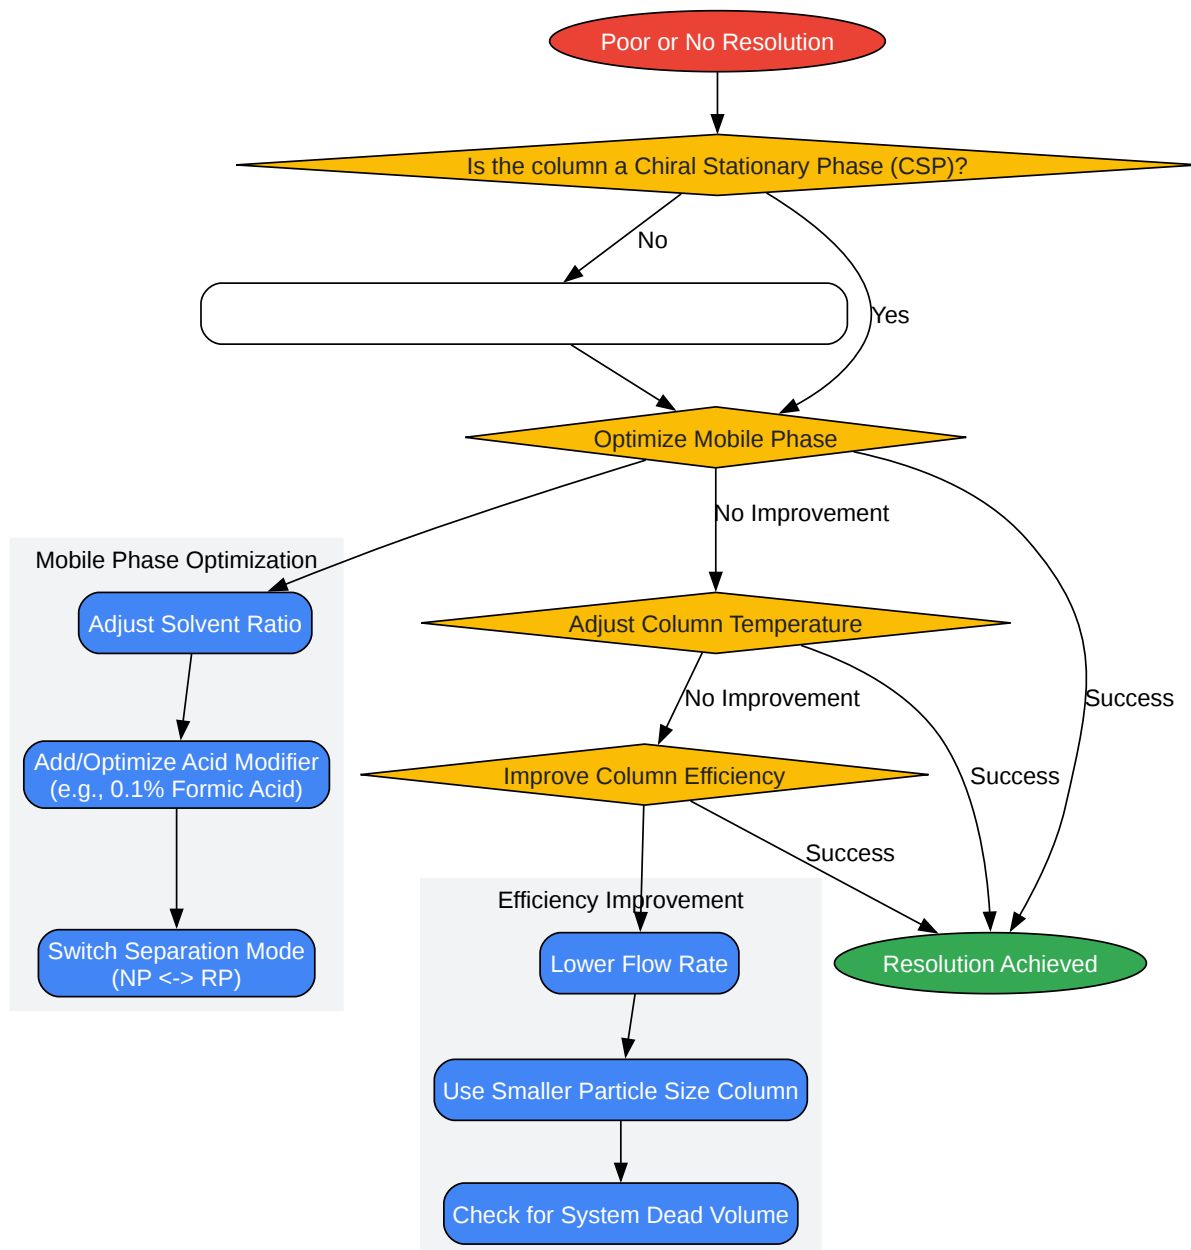 Poor or No Resolution
Is the column a Chiral Stationary Phase (CSP)?
No
Yes
Optimize Mobile Phase
No Improvement
Mobile Phase Optimization
Adjust Solvent Ratio
Adjust Column Temperature
No Improvement
Success
Add/Optimize Acid Modifier
(e.g., 0.1% Formic Acid)
Improve Column Efficiency
Success
Success
Efficiency Improvement
Switch Separation Mode
(NP <-> RP)
Lower Flow Rate
Resolution Achieved
Use Smaller Particle Size Column
Check for System Dead Volume